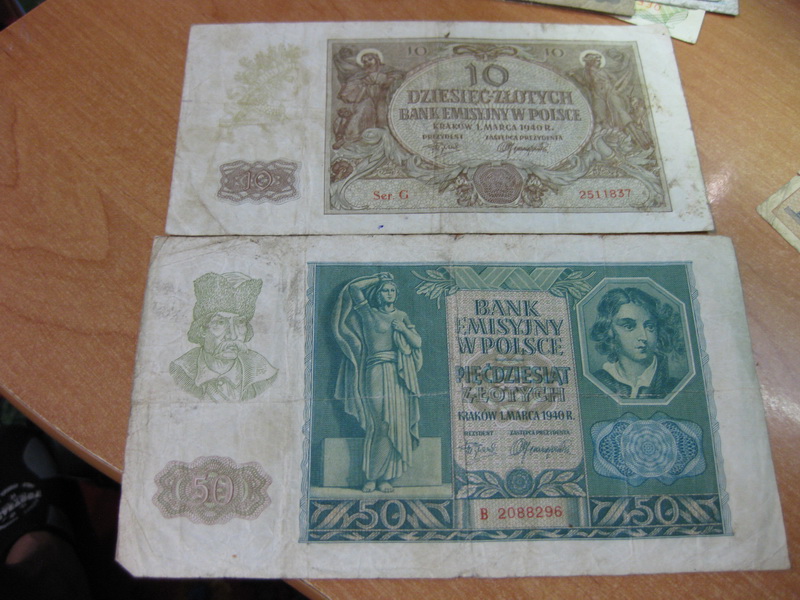 10 10
10
DZIESIĘĆ·ZŁOTYCH
BANK EMISYJNY W POLSCE
KRAKÓW 1. MARCA 1940 R.
PREZYDENT ZASTĘPCA PREZYDENTA
10
Ser. G 2511837
BANK
EMISYJNY
W POLSCE
PIĘĆDZIESIĄT
ZŁOTYCH
KRAKÓW 1. MARCA 1940 R.
PREZYDENT ZASTĘPCA PREZYDENTA
50
50 B 2088296 50